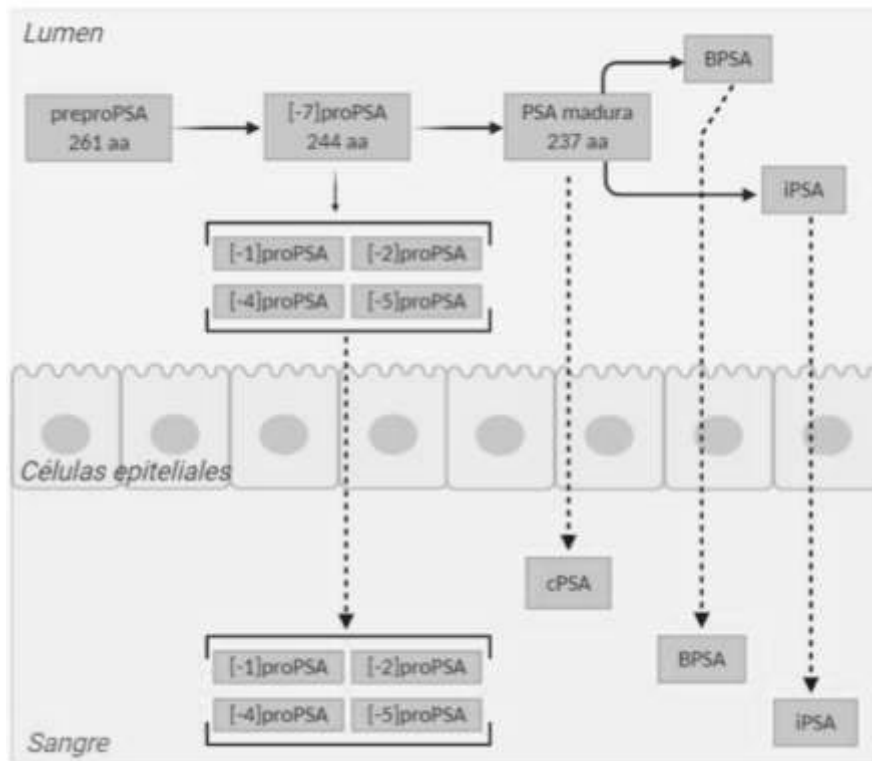 Lumen
BPSA
preproPSA
261 aa
[-7]proPSA
244 aa
PSA madura
237 aa
iPSA
[-1]proPSA
[-2]proPSA
[-4]proPSA
[-5]proPSA
Células epiteliales
cPSA
BPSA
[-1]proPSA
[-2]proPSA
[-4]proPSA
[-5]proPSA
iPSA
Sangre